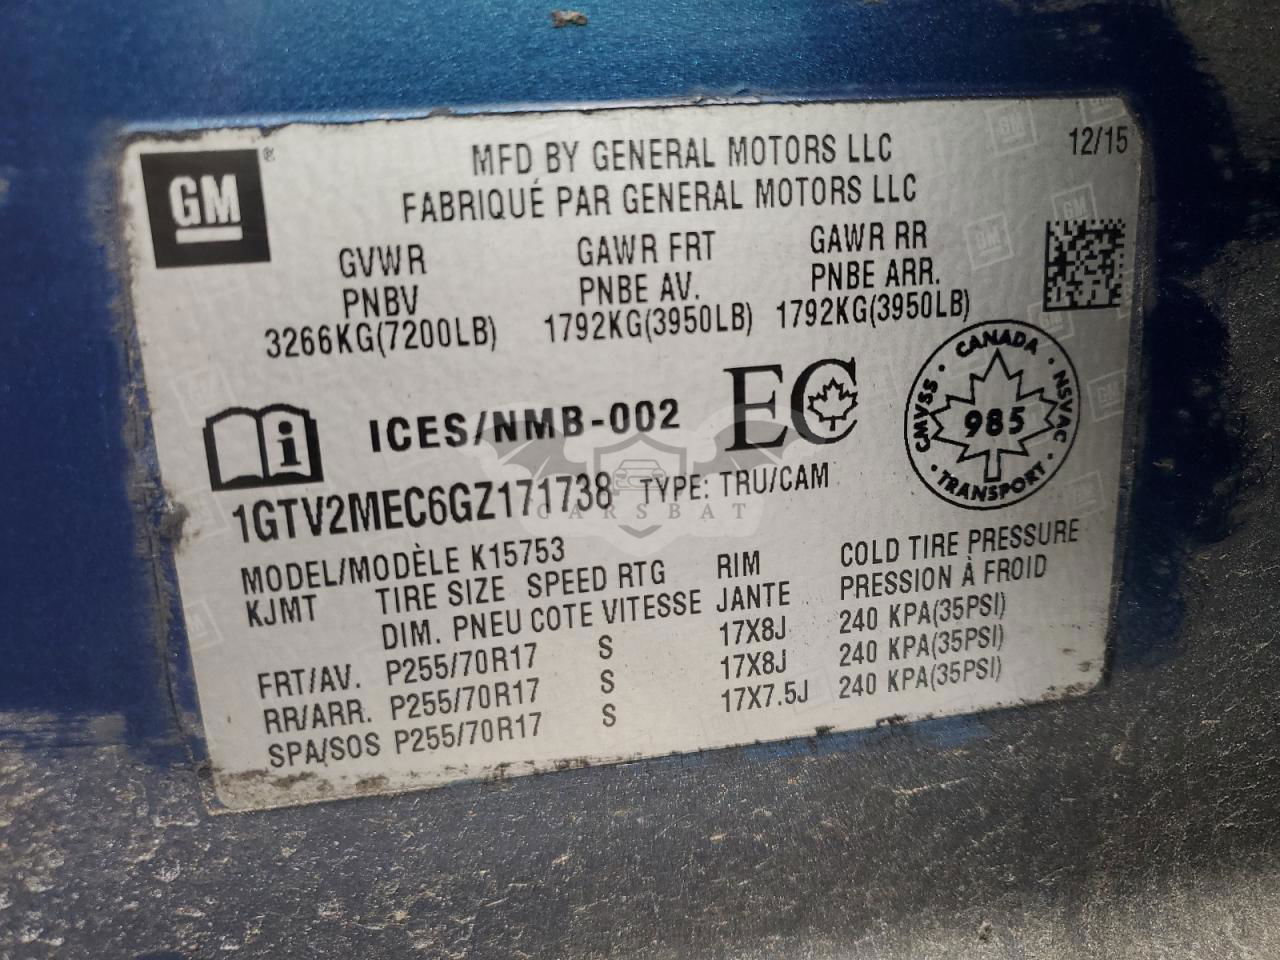 GM®
MFD BY GENERAL MOTORS LLC
12/15
FABRIQUÉ PAR GENERAL MOTORS LLC
GVWR GAWR FRT GAWR RR
PNBV PNBE AV. PNBE ARR.
3266KG(7200LB) 1792KG(3950LB) 1792KG(3950LB)
i ICES/NMB-002 EC
CANADA
CMVSS 985 NSVAC
TRANSPORT
1GTV2MEC6GZ171738 TYPE: TRU/CAM
CARSBAT
MODEL/MODÈLE K15753
KJMT TIRE SIZE SPEED RTG RIM COLD TIRE PRESSURE
DIM. PNEU COTE VITESSE JANTE PRESSION À FROID
FRT/AV. P255/70R17 S 17X8J 240 KPA(35PSI)
RR/ARR. P255/70R17 S 17X8J 240 KPA(35PSI)
SPA/SOS P255/70R17 S 17X7.5J 240 KPA(35PSI)